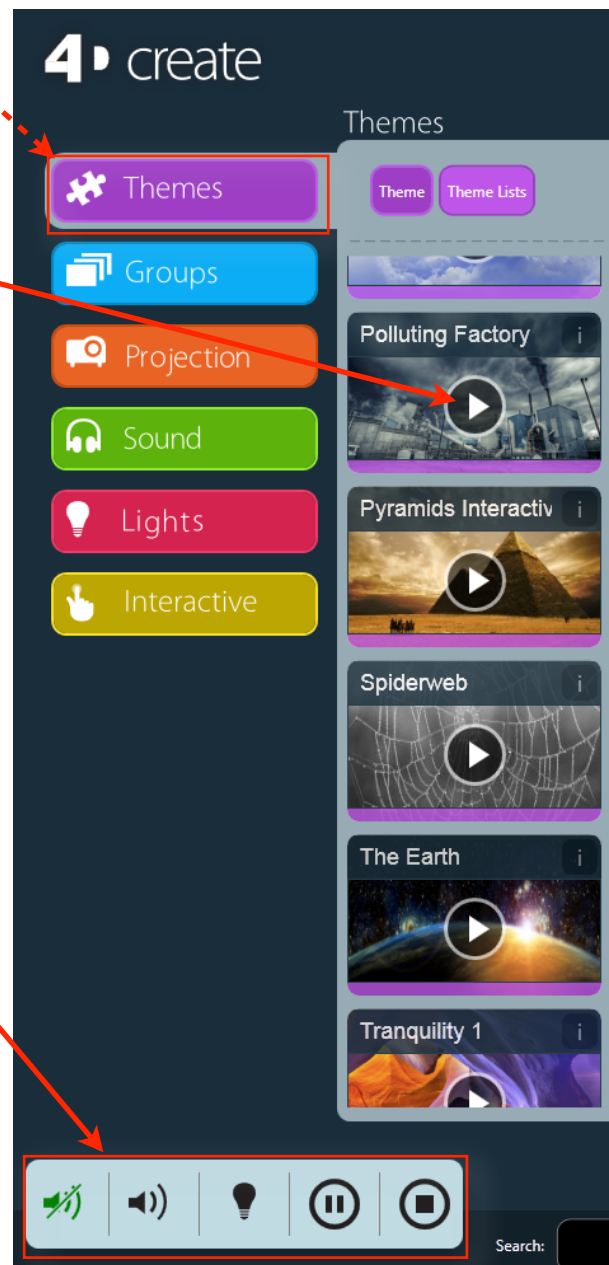 4D create
Themes
Themes
Theme
Theme Lists
Groups
Projection
Sound
Lights
Interactive
Polluting Factory
i
Pyramids Interactiv
i
Spiderweb
i
The Earth
i
Tranquility 1
i
Search: